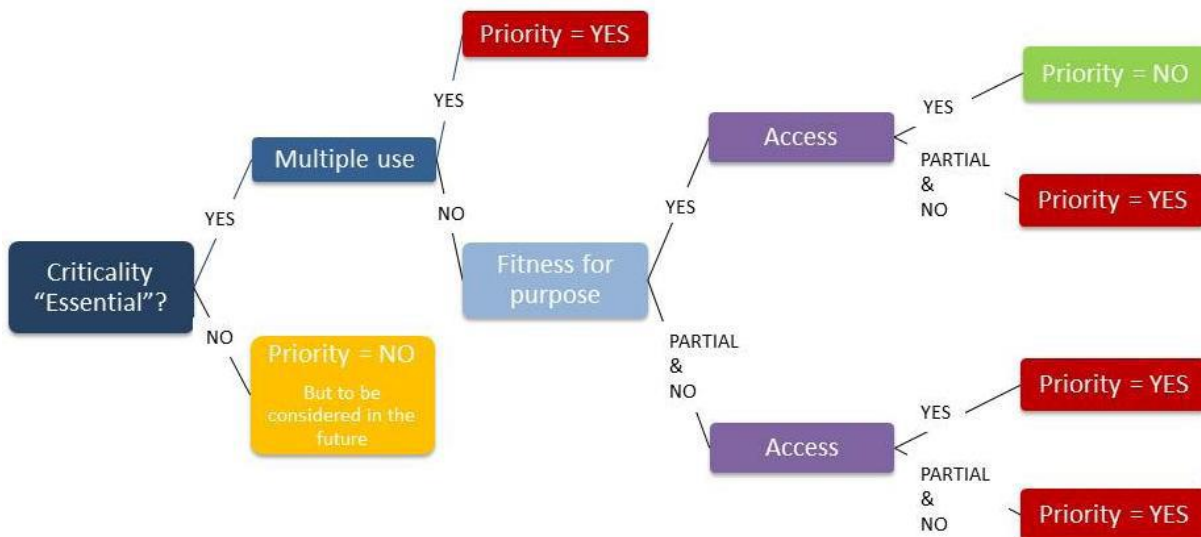 Priority = YES
Priority = NO
YES
YES
Access
Multiple use
PARTIAL
&
NO
Priority = YES
YES
NO
YES
Criticality
“Essential”?
Fitness for
purpose
NO
PARTIAL
&
NO
Priority = NO
But to be
considered in the
future
Priority = YES
YES
Access
PARTIAL
&
NO
Priority = YES